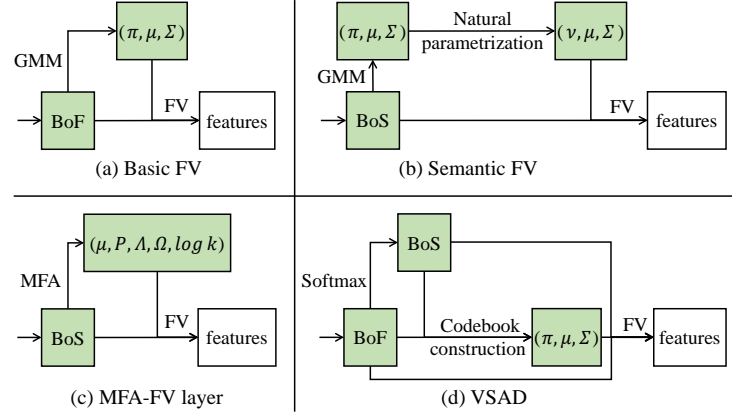 (π, μ, Σ)
GMM
FV
BoF
features
(a) Basic FV
(π, μ, Σ)
Natural
parametrization
(ν, μ, Σ)
GMM
FV
BoS
features
(b) Semantic FV
(μ, P, Λ, Ω, log k)
MFA
FV
BoS
features
(c) MFA-FV layer
BoS
Softmax
BoF
Codebook
construction
(π, μ, Σ)
FV
features
(d) VSAD